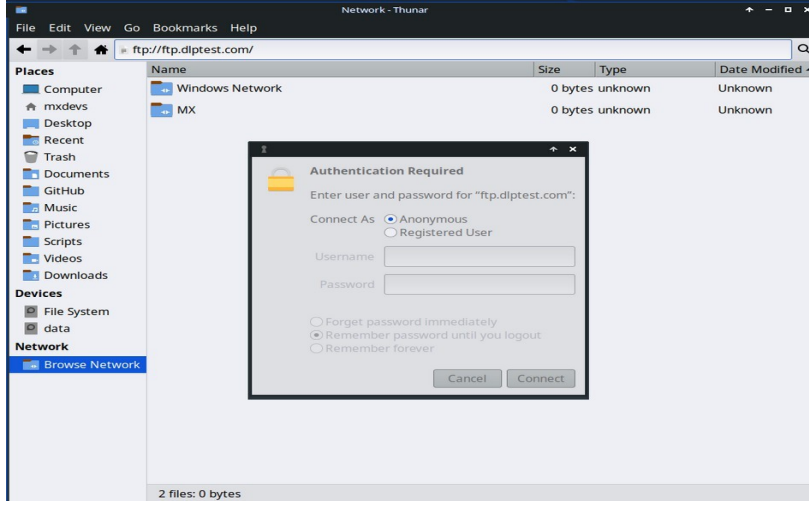 Network - Thunar
File Edit View Go Bookmarks Help
ftp://ftp.dlptest.com/
Places
Computer
mxdevs
Desktop
Recent
Trash
Documents
GitHub
Music
Pictures
Scripts
Videos
Downloads
Devices
File System
data
Network
Browse Network
Name Size Type Date Modified
Windows Network 0 bytes unknown Unknown
MX 0 bytes unknown Unknown
Authentication Required
Enter user and password for “ftp.dlptest.com”:
Connect As Anonymous
Registered User
Username
Password
Forget password immediately
Remember password until you logout
Remember forever
Cancel Connect
2 files: 0 bytes